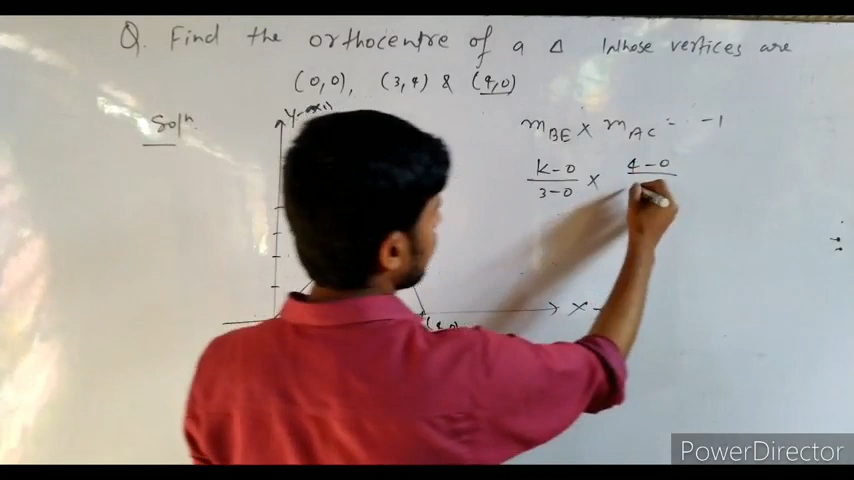 Q. Find the orthocentre of a Δ whose vertices are
(0,0), (3,4) & (4,0)
Solⁿ.
Y-axis
m_BE × m_AC = -1
K-0 / 3-0 × 4-0
(4,0)
X-
PowerDirector